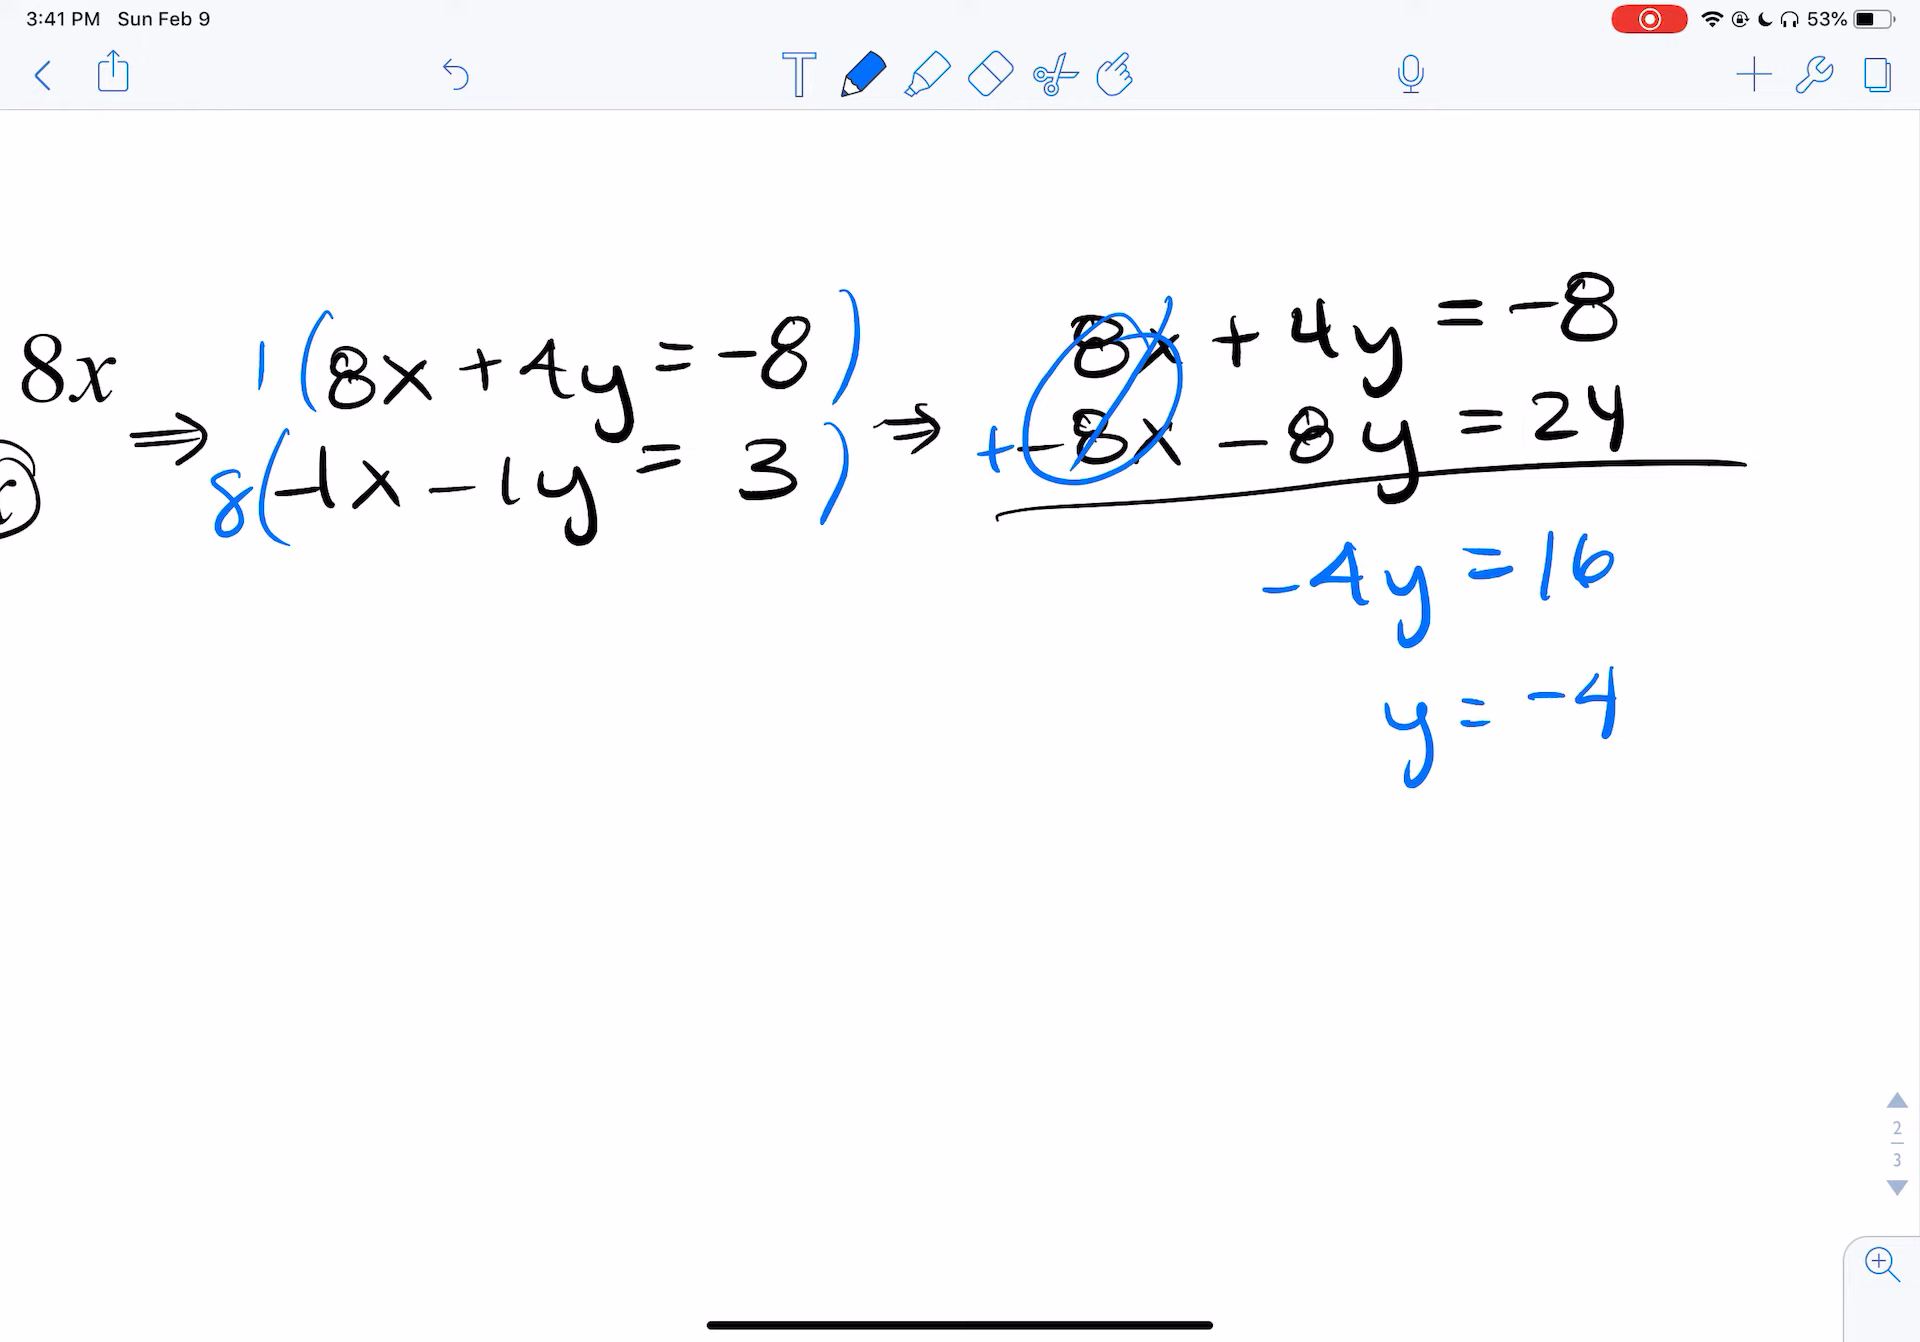 3:41 PM Sun Feb 9
53%
T
8x
⇒
1(8x + 4y = -8)
8(-1x - 1y = 3)
⇒
8x + 4y = -8
+ -8x - 8y = 24
-4y = 16
y = -4
2
3